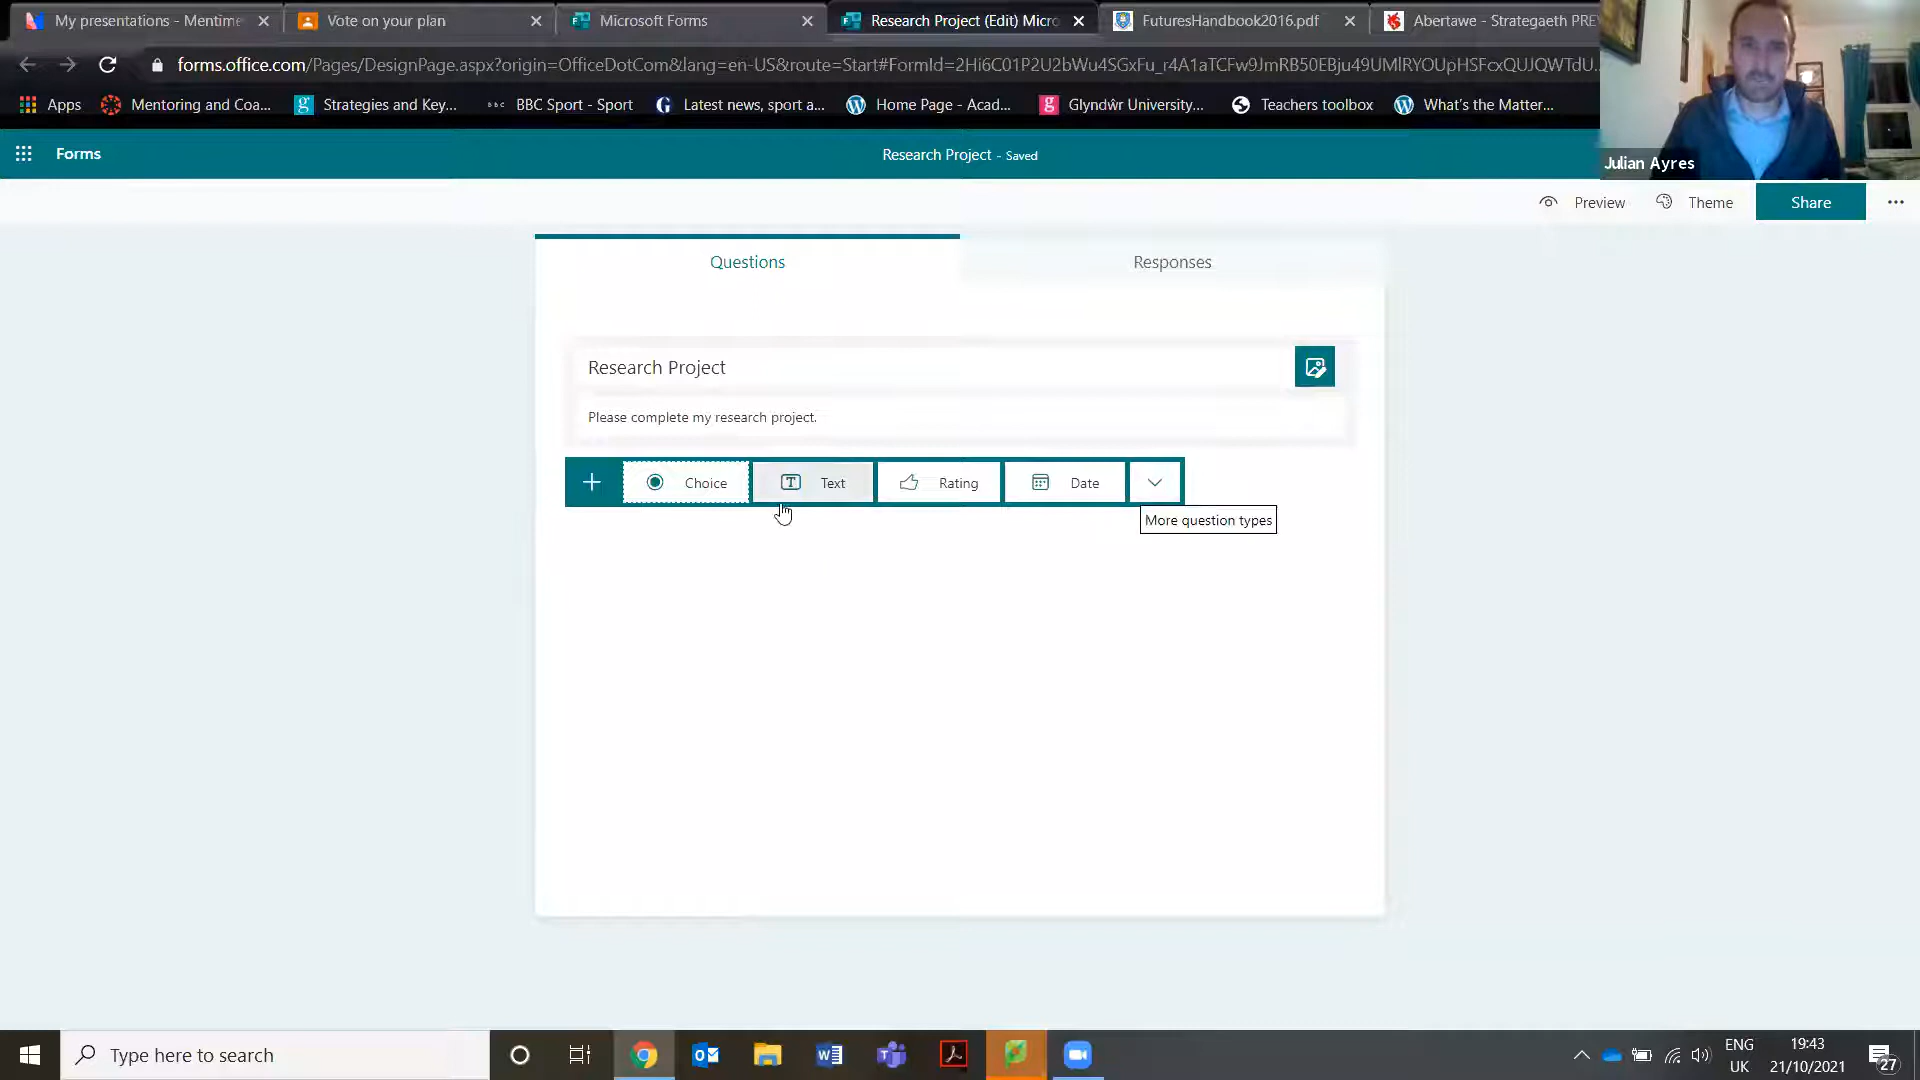 My presentations - Mentime
Vote on your plan
Microsoft Forms
Research Project (Edit) Micro
FuturesHandbook2016.pdf
Abertawe - Strategaeth PRE
forms.office.com/Pages/DesignPage.aspx?origin=OfficeDotCom&lang=en-US&route=Start#FormId=2Hi6C01P2U2bWu4SGxFu_r4A1aTCFw9JmRB50EBju49UMlRYOUpHSFcxQUJQWTdU...
Apps
Mentoring and Coa...
Strategies and Key...
BBC BBC Sport - Sport
Latest news, sport a...
Home Page - Acad...
Glyndŵr University,...
Teachers toolbox
What's the Matter...
Julian Ayres
Forms
Research Project - Saved
Preview
Theme
Share
Questions
Responses
Research Project
Please complete my research project.
Choice
Text
Rating
Date
More question types
Type here to search
ENG
UK
19:43
21/10/2021
27